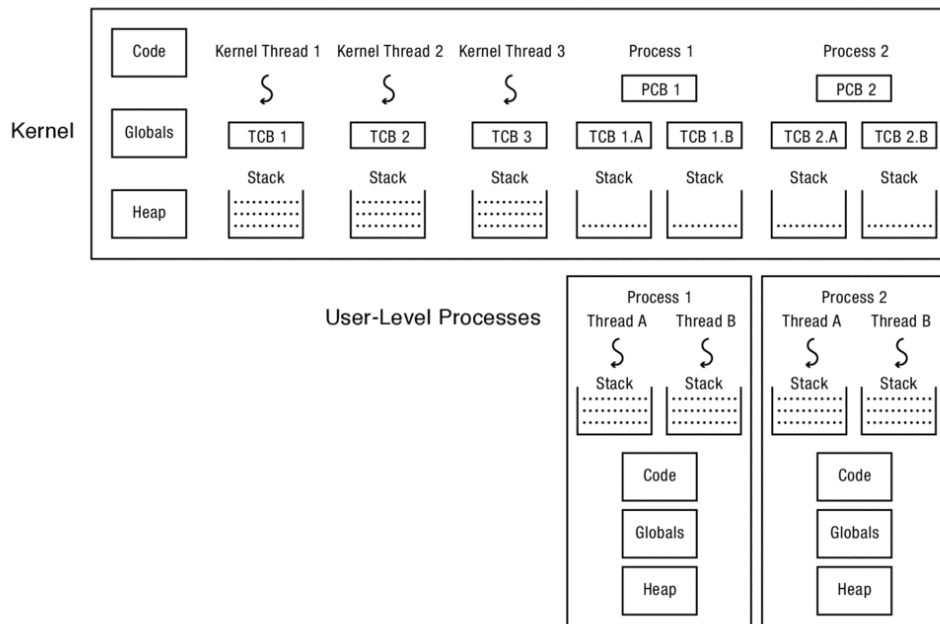 Code
Kernel Thread 1 Kernel Thread 2 Kernel Thread 3 Process 1 Process 2
PCB 1 PCB 2
Kernel
Globals TCB 1 TCB 2 TCB 3 TCB 1.A TCB 1.B TCB 2.A TCB 2.B
Stack Stack Stack Stack Stack Stack Stack
Heap
User-Level Processes
Process 1 Process 2
Thread A Thread B Thread A Thread B
Stack Stack Stack Stack
Code Code
Globals Globals
Heap Heap